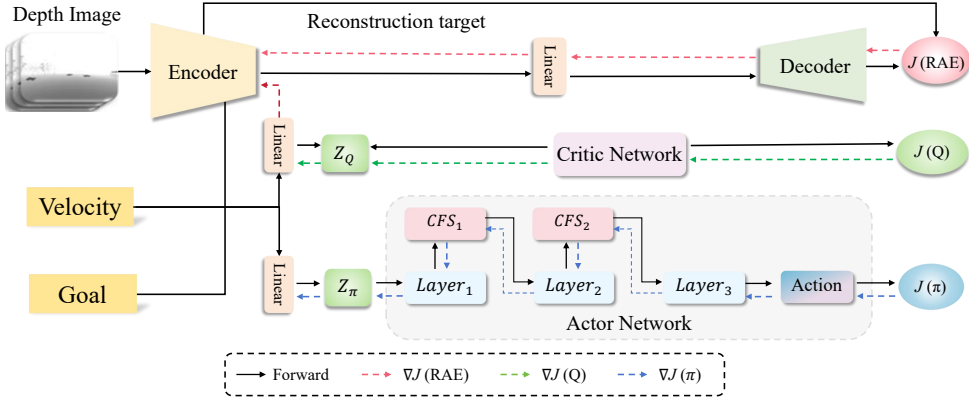 Depth Image
Reconstruction target
Encoder
Linear
Decoder
J (RAE)
Linear
Z_Q
Critic Network
J (Q)
Velocity
CFS_1
CFS_2
Goal
Linear
Z_π
Layer_1
Layer_2
Layer_3
Action
J (π)
Actor Network
Forward
∇J (RAE)
∇J (Q)
∇J (π)